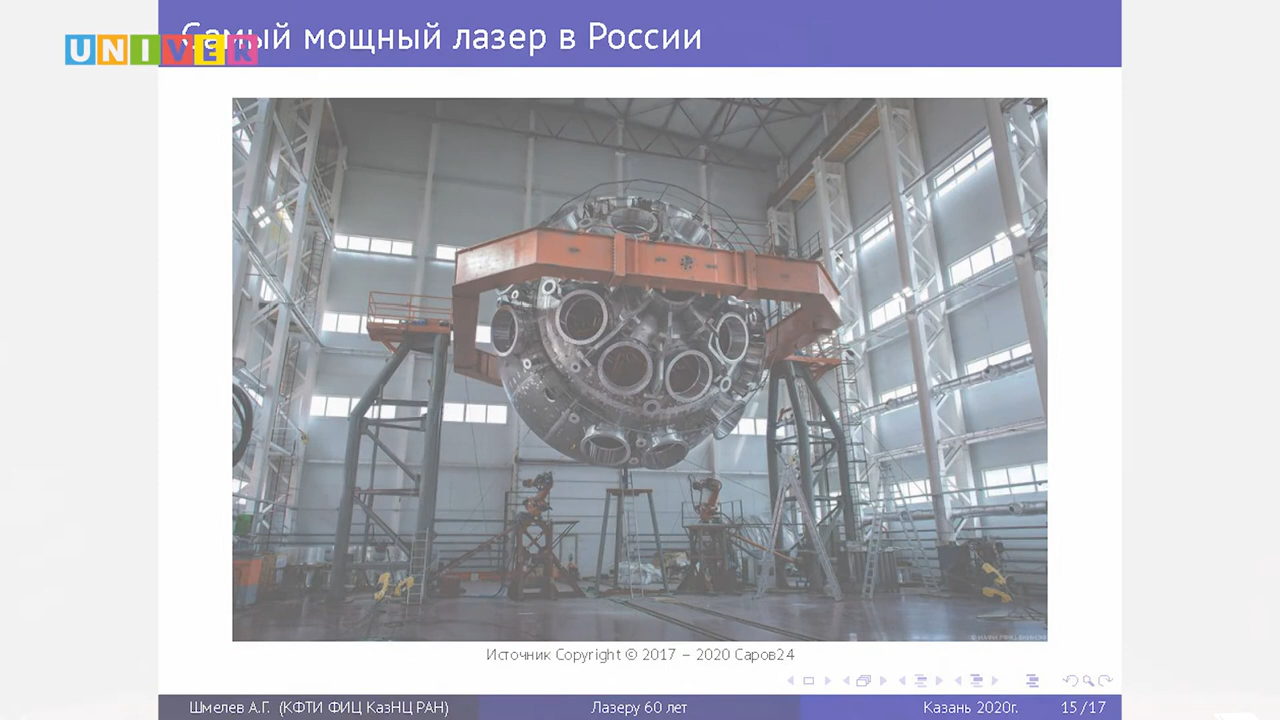 Самый мощный лазер в России
UNIVER
Источник Copyright © 2017 – 2020 Саров24
Шмелев А.Г. (КФТИ ФИЦ КазНЦ РАН)
Лазеру 60 лет
Казань 2020г.
15/17